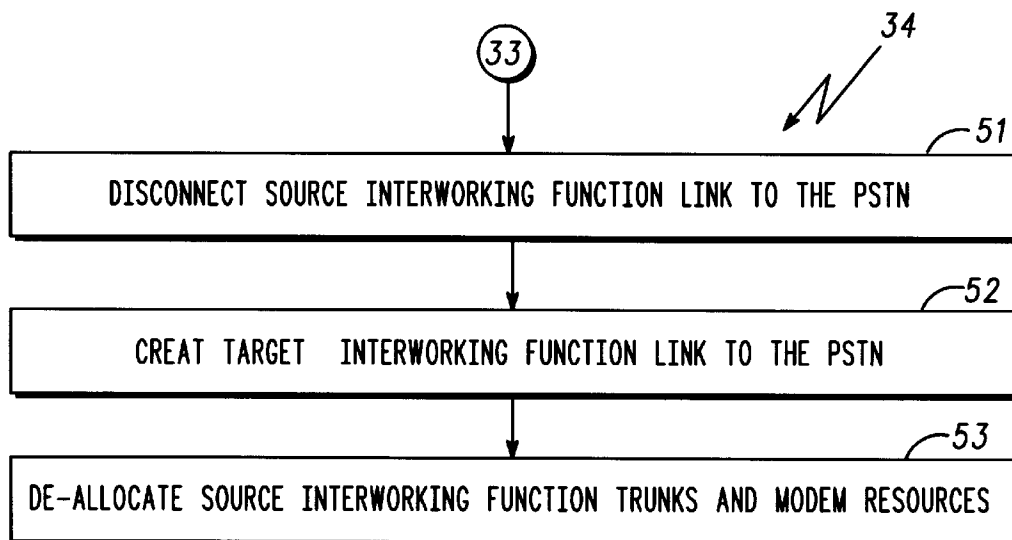 34
33
51
DISCONNECT SOURCE INTERWORKING FUNCTION LINK TO THE PSTN
52
CREAT TARGET INTERWORKING FUNCTION LINK TO THE PSTN
53
DE-ALLOCATE SOURCE INTERWORKING FUNCTION TRUNKS AND MODEM RESOURCES